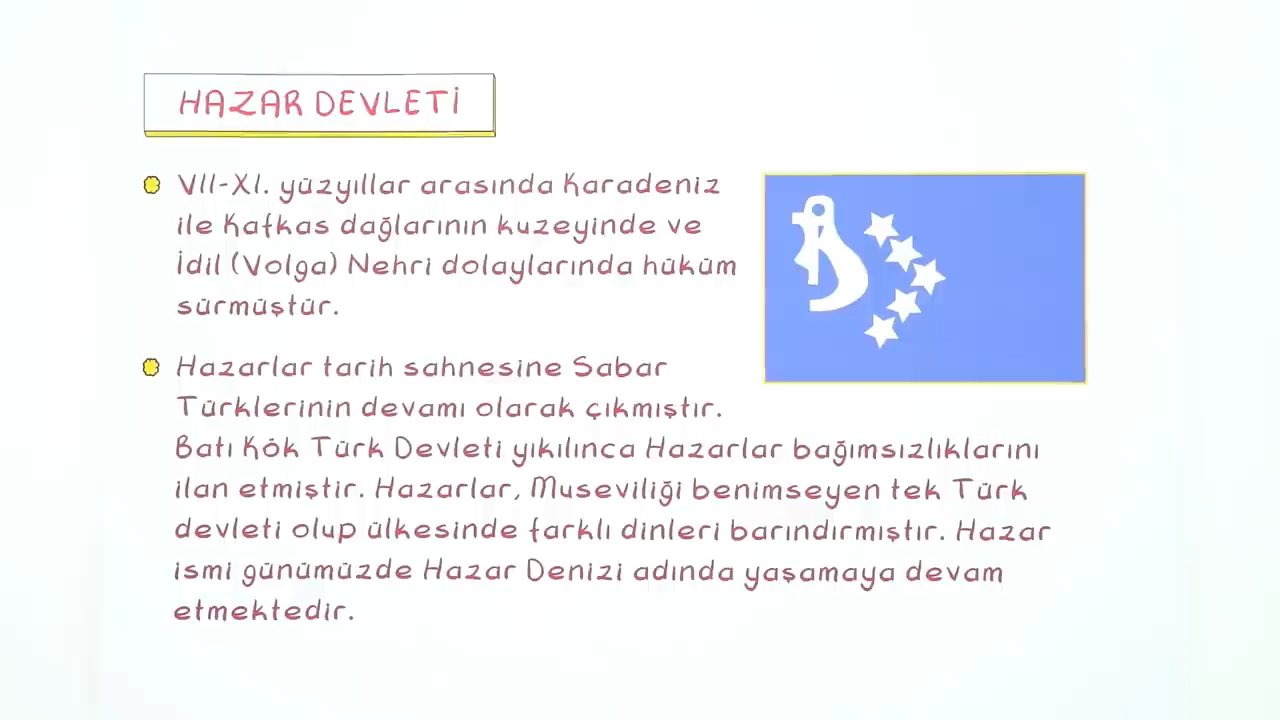 HAZAR DEVLETİ
VII-XI. yüzyıllar arasında Karadeniz
ile Kafkas dağlarının kuzeyinde ve
İdil (Volga) Nehri dolaylarında hüküm
sürmüştür.
Hazarlar tarih sahnesine Sabar
Türklerinin devamı olarak çıkmıştır.
Batı Kök Türk Devleti yıkılınca Hazarlar bağımsızlıklarını
ilan etmiştir. Hazarlar, Museviliği benimseyen tek Türk
devleti olup ülkesinde farklı dinleri barındırmıştır. Hazar
ismi günümüzde Hazar Denizi adında yaşamaya devam
etmektedir.